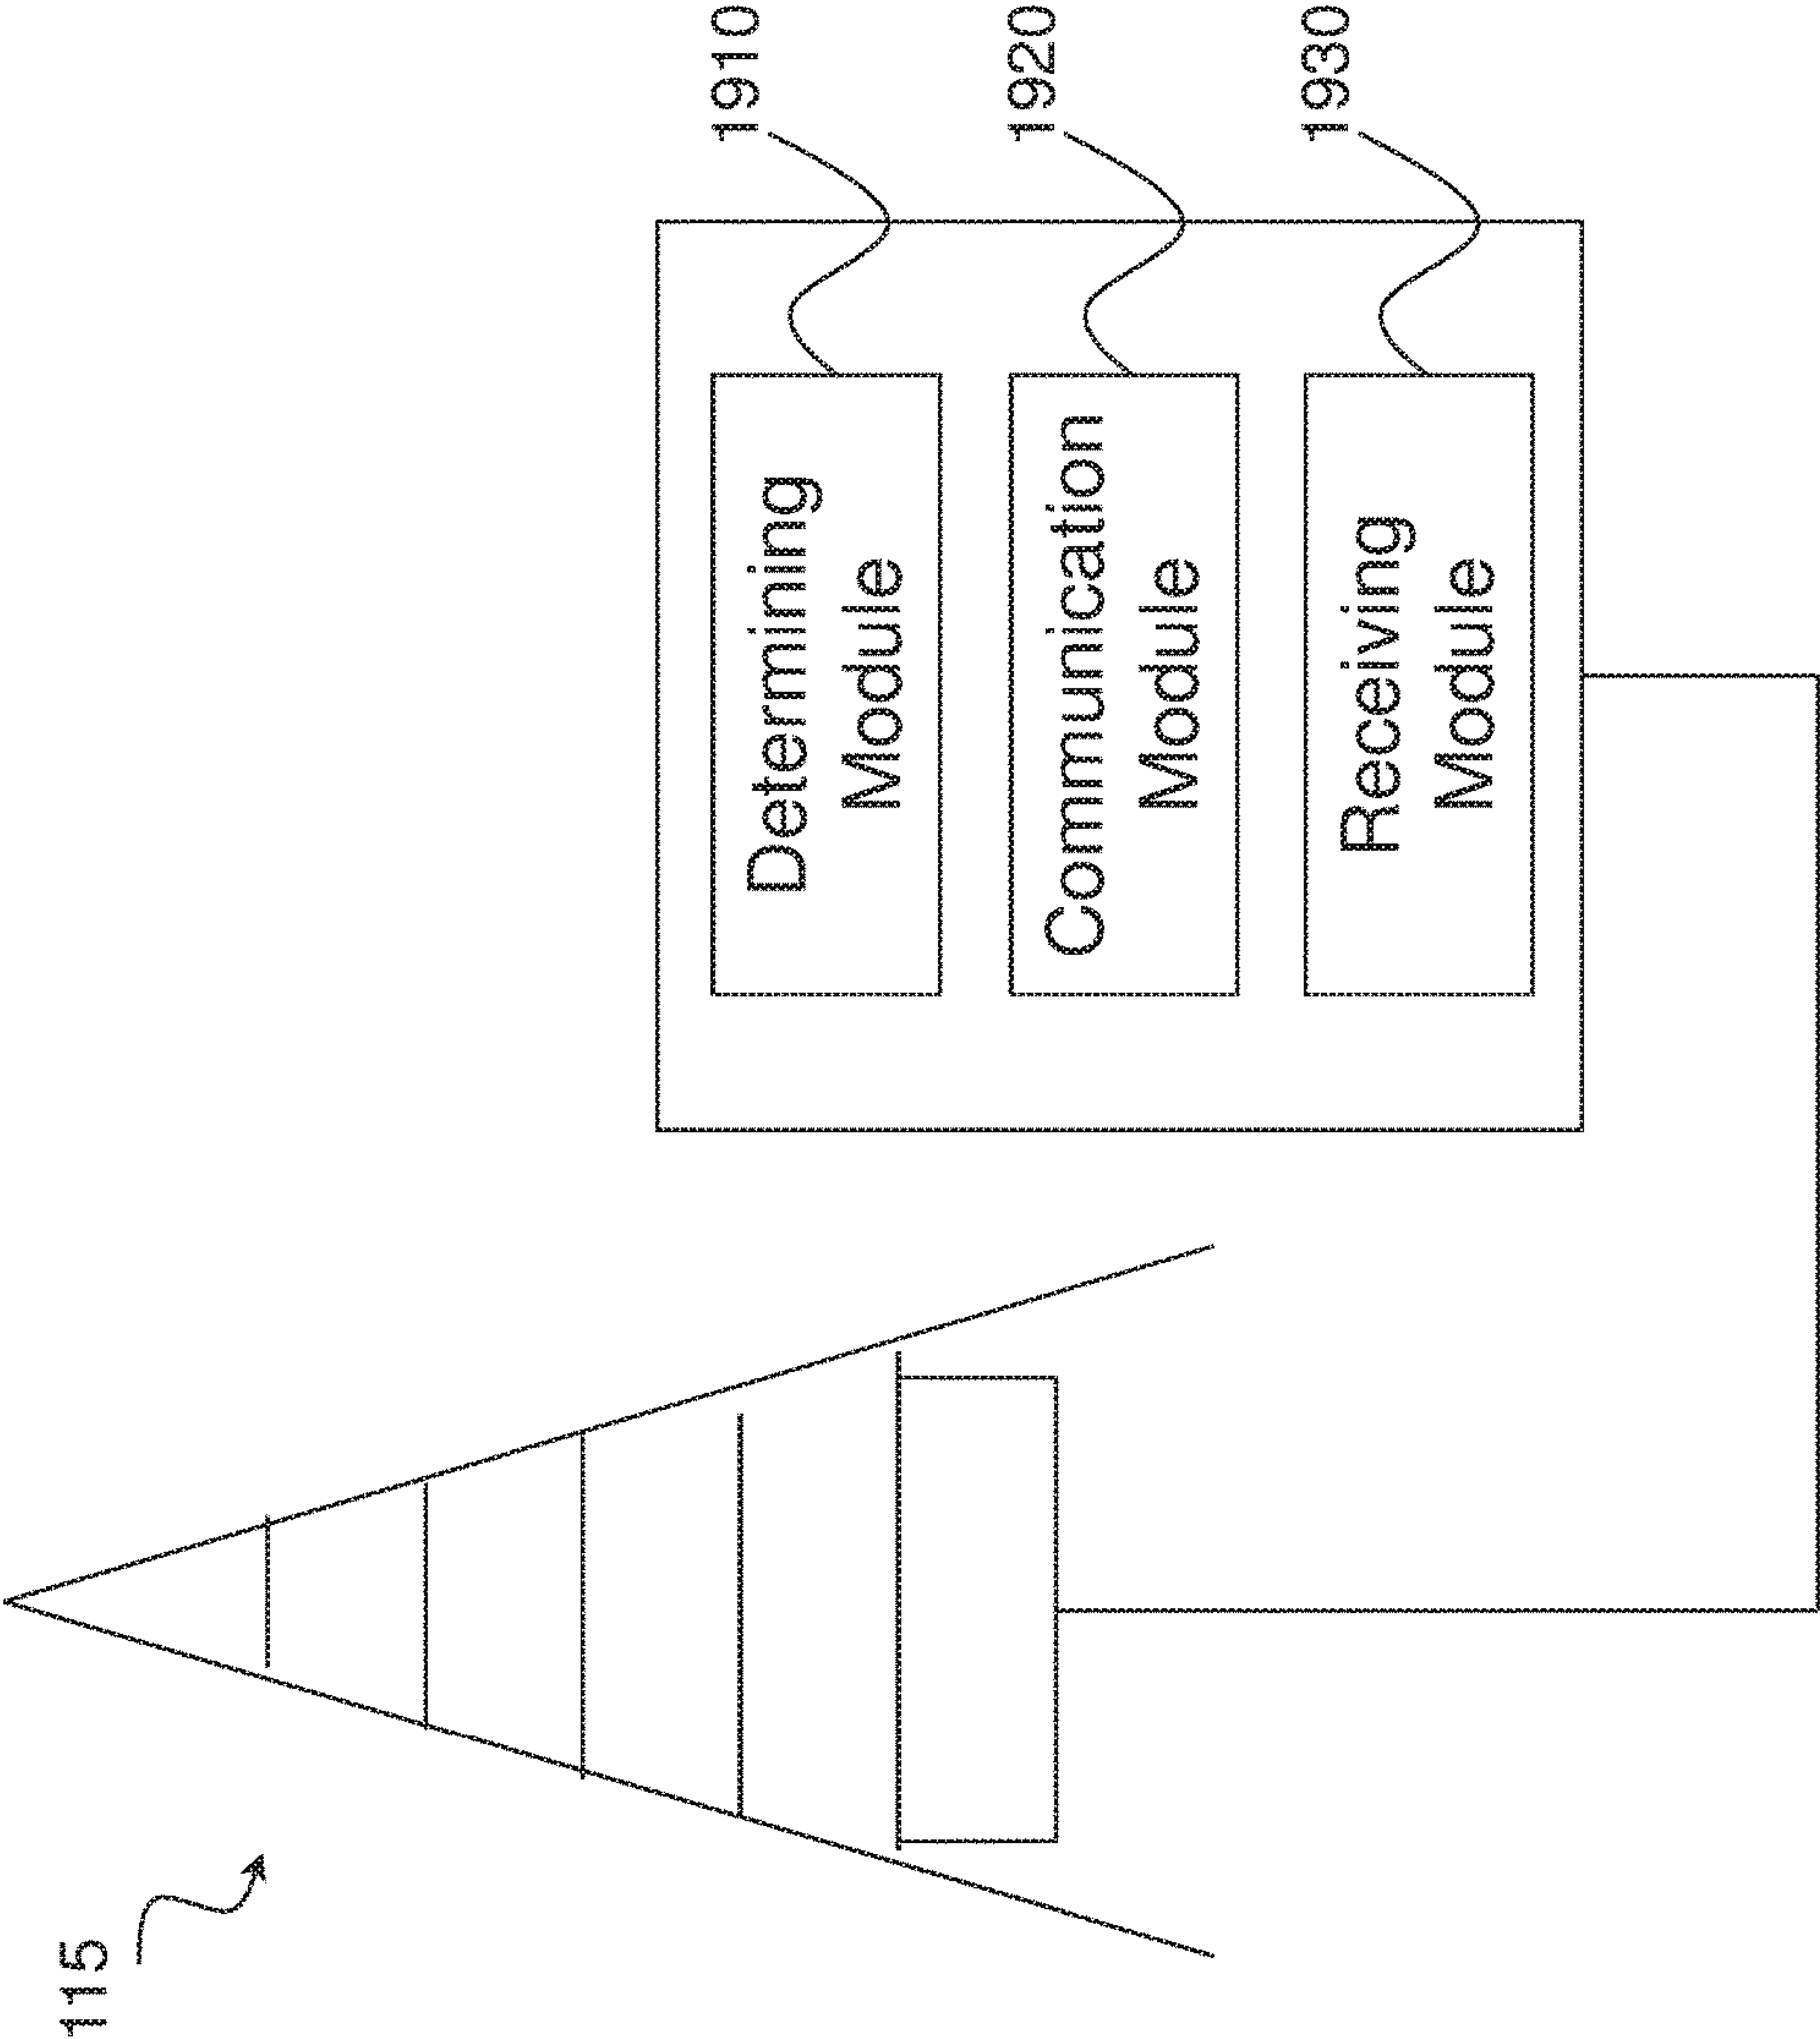 115
Determining
Module
1910
Communication
Module
1920
Receiving
Module
1930